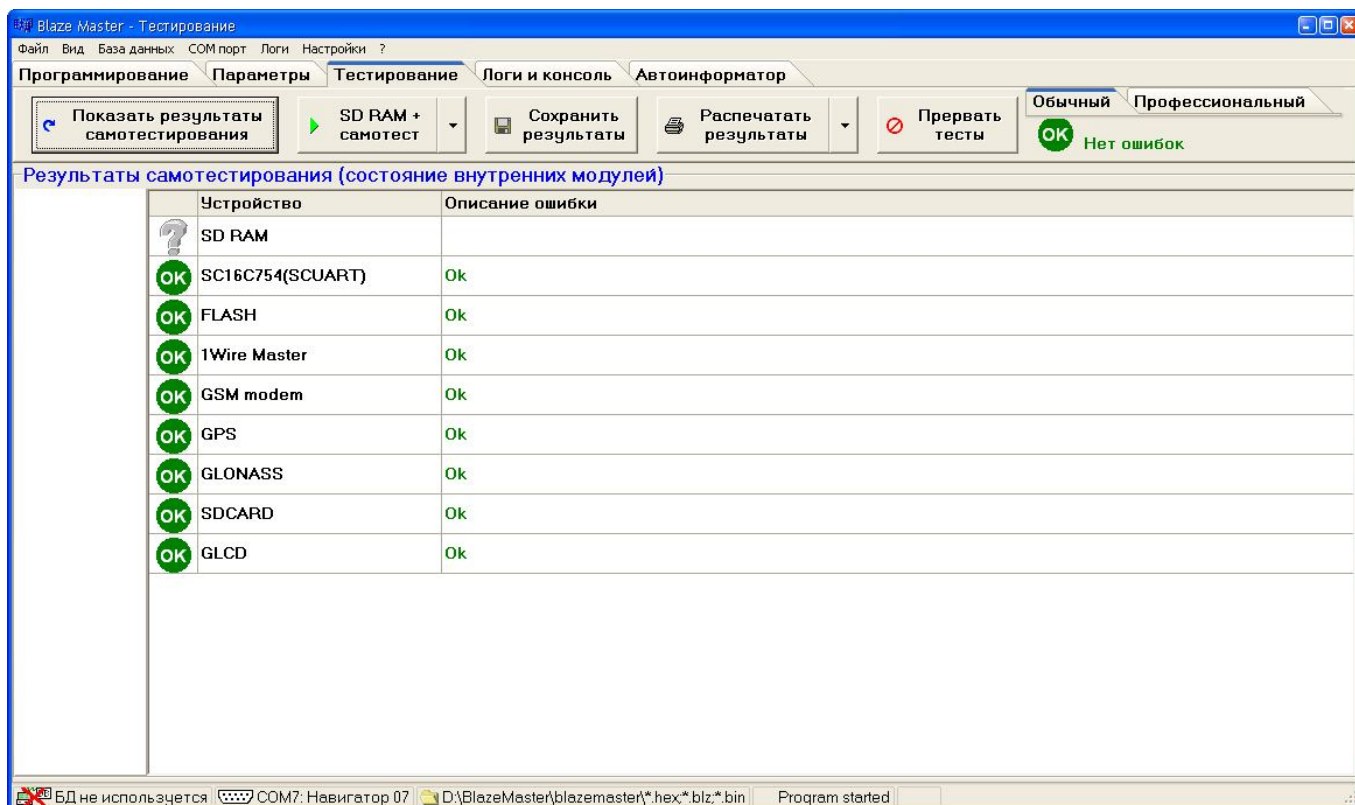 Blaze Master - Тестирование
Файл Вид База данных COM порт Логи Настройки ?
Программирование Параметры Тестирование Логи и консоль Автоинформатор
Показать результаты самотестирования
SD RAM + самотест
Сохранить результаты
Распечатать результаты
Прервать тесты
Обычный Профессиональный
OK Нет ошибок
Результаты самотестирования (состояние внутренних модулей)
Устройство Описание ошибки
? SD RAM
OK SC16C754(SCUART) Ok
OK FLASH Ok
OK 1Wire Master Ok
OK GSM modem Ok
OK GPS Ok
OK GLONASS Ok
OK SDCARD Ok
OK GLCD Ok
БД не используется COM7: Навигатор 07 D:\BlazeMaster\blazemaster\*.hex;*.blz;*.bin Program started